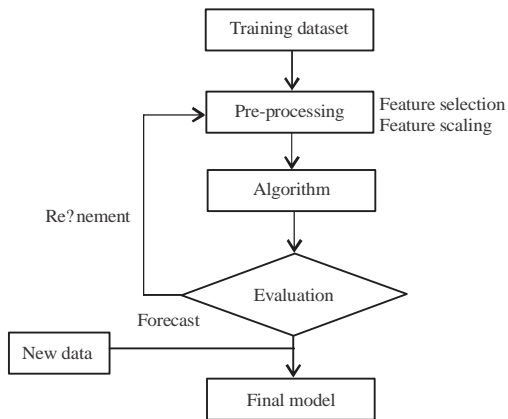 Training dataset
Pre-processing
Feature selection
Feature scaling
Algorithm
Re?nement
Evaluation
Forecast
New data
Final model